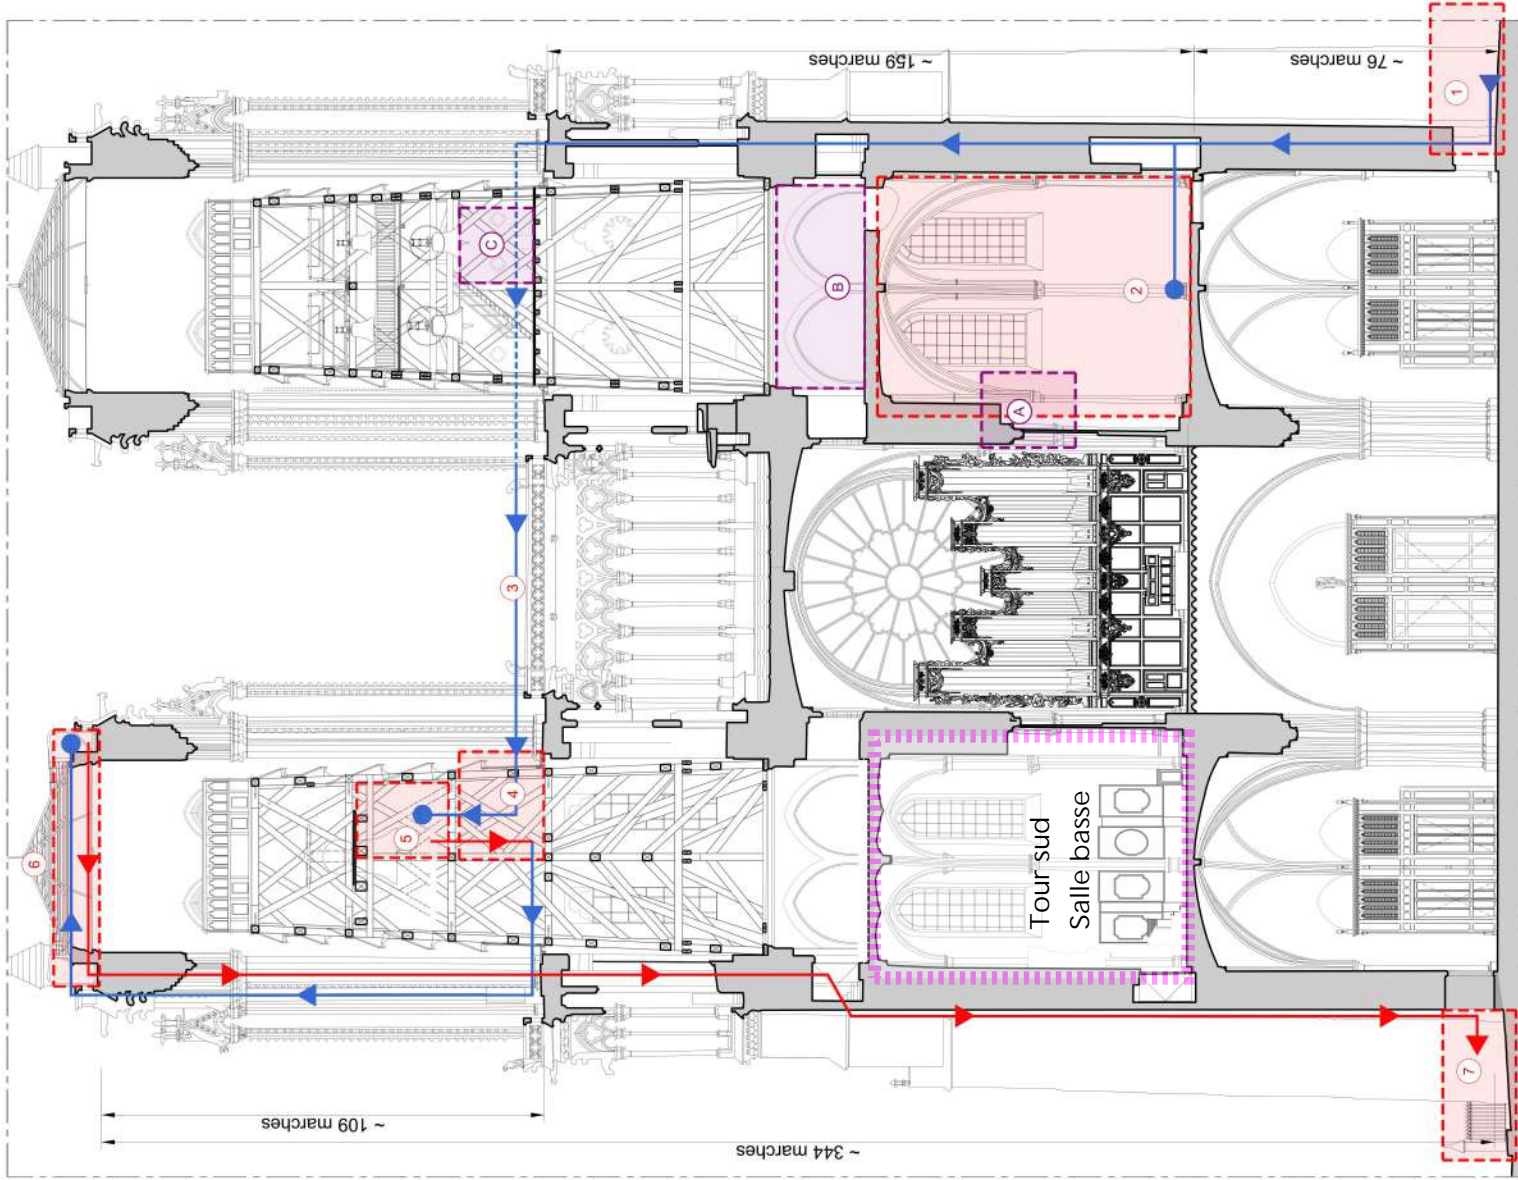 ~ 159 marches
~ 76 marches
1
C
B
2
A
3
4
5
6
Tour sud
Salle basse
7
~ 109 marches
~ 344 marches